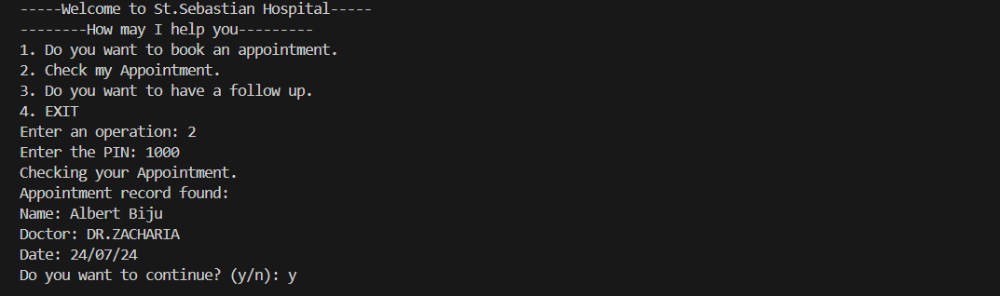 -----Welcome to St.Sebastian Hospital-----
--------How may I help you---------
1. Do you want to book an appointment.
2. Check my Appointment.
3. Do you want to have a follow up.
4. EXIT
Enter an operation: 2
Enter the PIN: 1000
Checking your Appointment.
Appointment record found:
Name: Albert Biju
Doctor: DR.ZACHARIA
Date: 24/07/24
Do you want to continue? (y/n): y